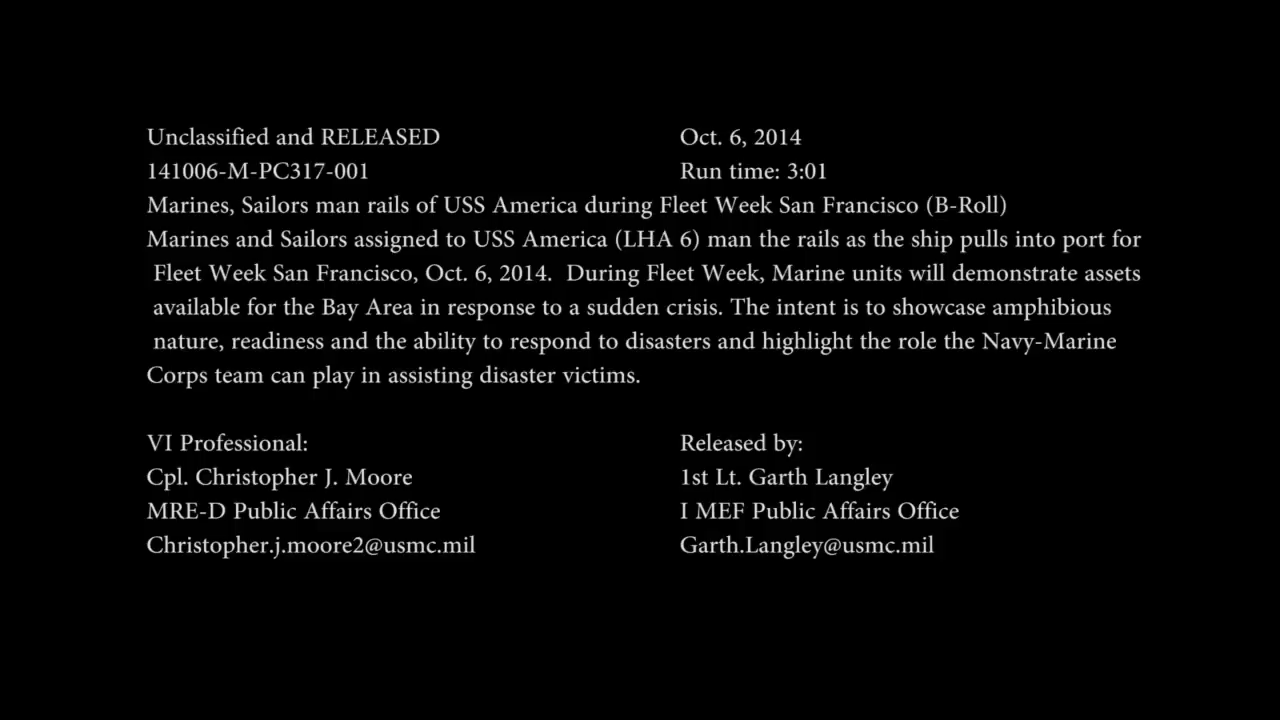 Unclassified and RELEASED Oct. 6, 2014
141006-M-PC317-001 Run time: 3:01
Marines, Sailors man rails of USS America during Fleet Week San Francisco (B-Roll)
Marines and Sailors assigned to USS America (LHA 6) man the rails as the ship pulls into port for
Fleet Week San Francisco, Oct. 6, 2014.  During Fleet Week, Marine units will demonstrate assets
available for the Bay Area in response to a sudden crisis. The intent is to showcase amphibious
nature, readiness and the ability to respond to disasters and highlight the role the Navy-Marine
Corps team can play in assisting disaster victims.
VI Professional: Released by:
Cpl. Christopher J. Moore 1st Lt. Garth Langley
MRE-D Public Affairs Office I MEF Public Affairs Office
Christopher.j.moore2@usmc.mil Garth.Langley@usmc.mil